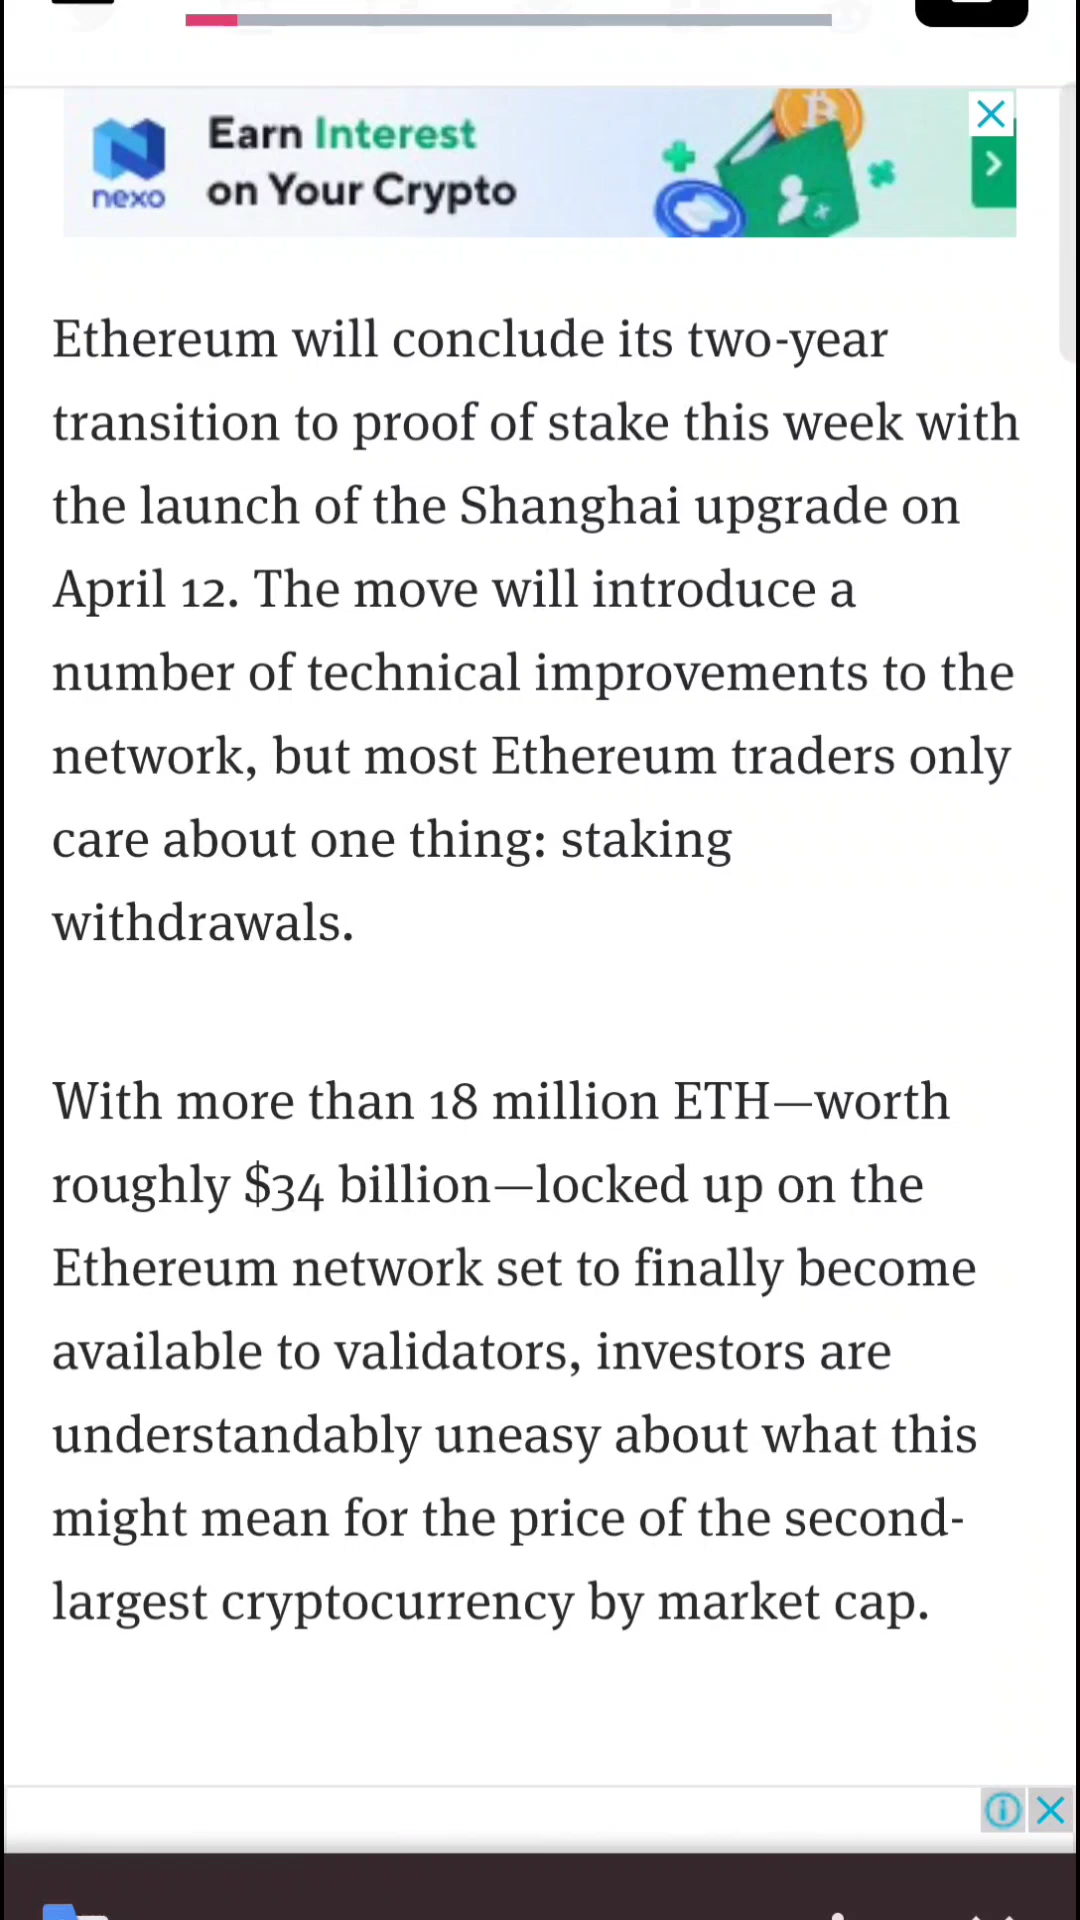 nexo
Earn Interest
on Your Crypto
Ethereum will conclude its two-year
transition to proof of stake this week with
the launch of the Shanghai upgrade on
April 12. The move will introduce a
number of technical improvements to the
network, but most Ethereum traders only
care about one thing: staking
withdrawals.
With more than 18 million ETH—worth
roughly $34 billion—locked up on the
Ethereum network set to finally become
available to validators, investors are
understandably uneasy about what this
might mean for the price of the second-
largest cryptocurrency by market cap.